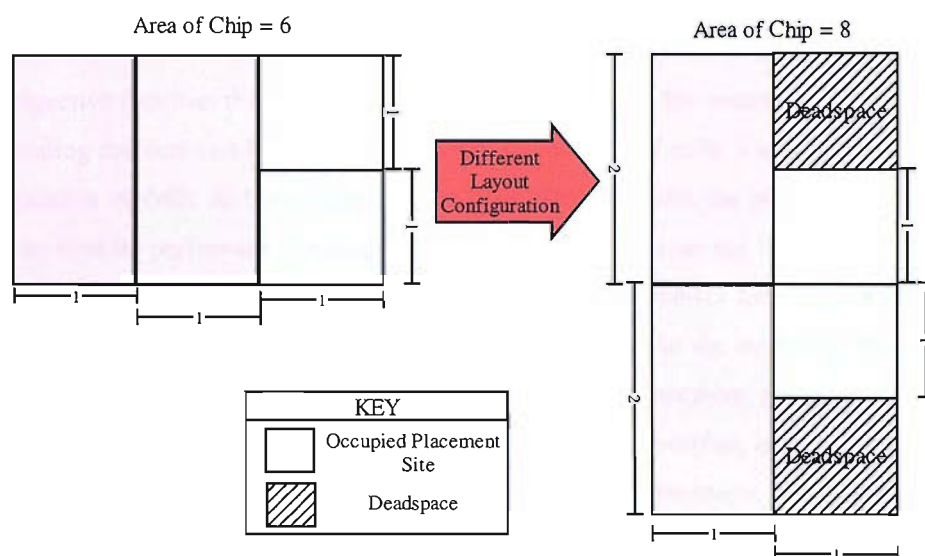 Area of Chip = 6
Area of Chip = 8
1
1
1
1
1
Different
Layout
Configuration
Deadspace
2
1
2
1
Deadspace
1
1
KEY
Occupied Placement
Site
Deadspace